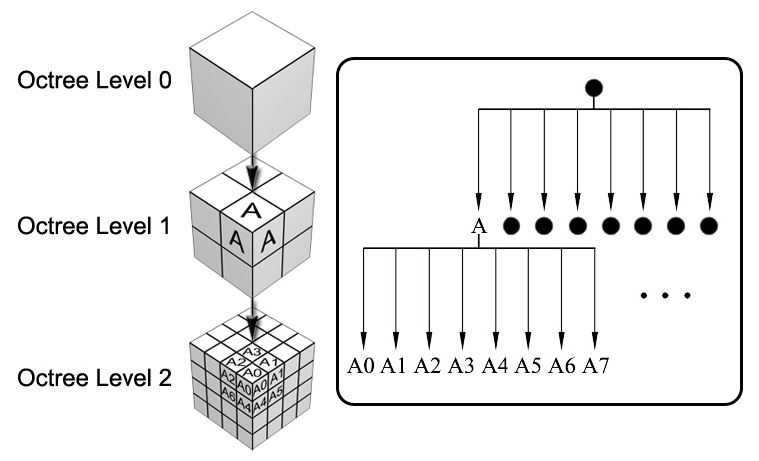 Octree Level 0
Octree Level 1
A
A A
A
Octree Level 2
A3
A2 A1
A0
A2 A0 A0 A1
A6 A4 A4 A5
A0 A1 A2 A3 A4 A5 A6 A7
. . .